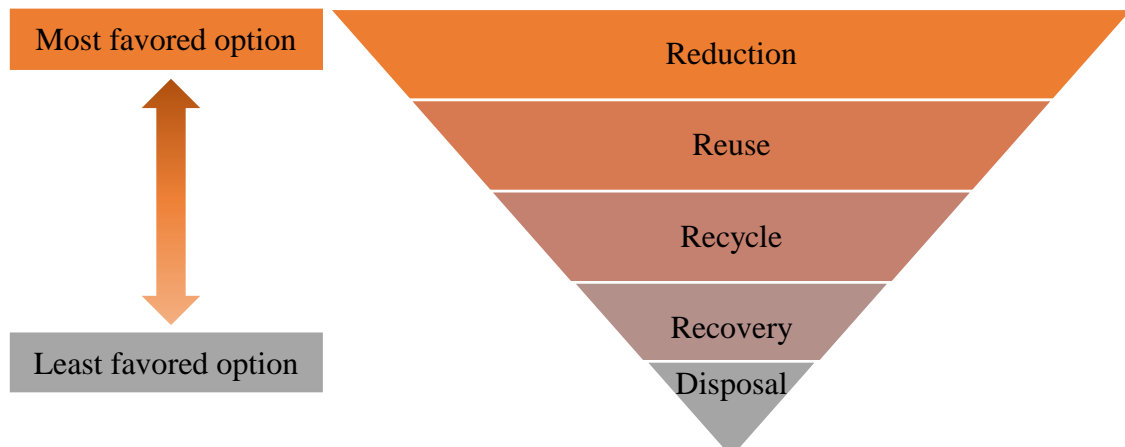 Most favored option
Reduction
Reuse
Recycle
Recovery
Least favored option
Disposal